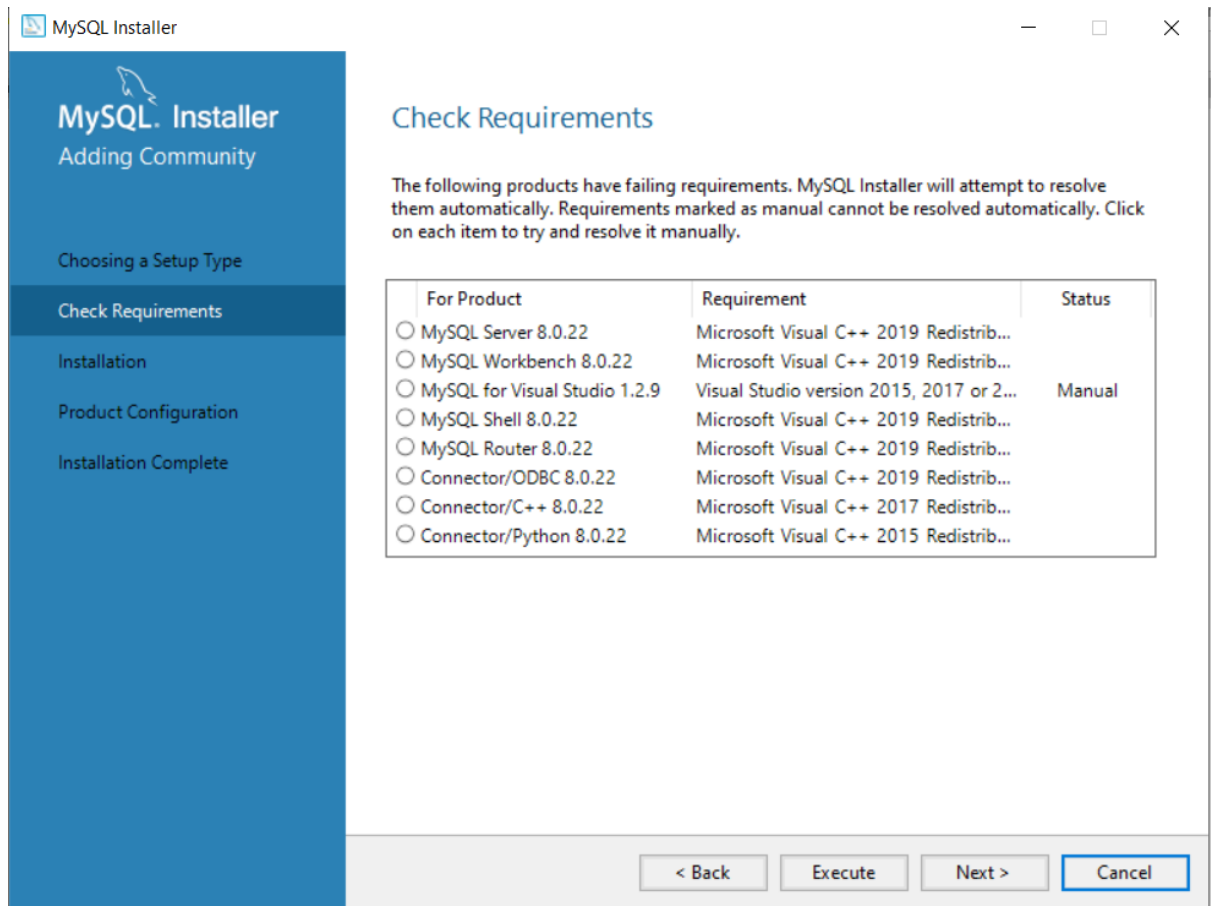 MySQL Installer
MySQL. Installer
Adding Community
Choosing a Setup Type
Check Requirements
Installation
Product Configuration
Installation Complete
Check Requirements
The following products have failing requirements. MySQL Installer will attempt to resolve
them automatically. Requirements marked as manual cannot be resolved automatically. Click
on each item to try and resolve it manually.
For Product Requirement Status
MySQL Server 8.0.22 Microsoft Visual C++ 2019 Redistrib...
MySQL Workbench 8.0.22 Microsoft Visual C++ 2019 Redistrib...
MySQL for Visual Studio 1.2.9 Visual Studio version 2015, 2017 or 2... Manual
MySQL Shell 8.0.22 Microsoft Visual C++ 2019 Redistrib...
MySQL Router 8.0.22 Microsoft Visual C++ 2019 Redistrib...
Connector/ODBC 8.0.22 Microsoft Visual C++ 2019 Redistrib...
Connector/C++ 8.0.22 Microsoft Visual C++ 2017 Redistrib...
Connector/Python 8.0.22 Microsoft Visual C++ 2015 Redistrib...
< Back Execute Next > Cancel